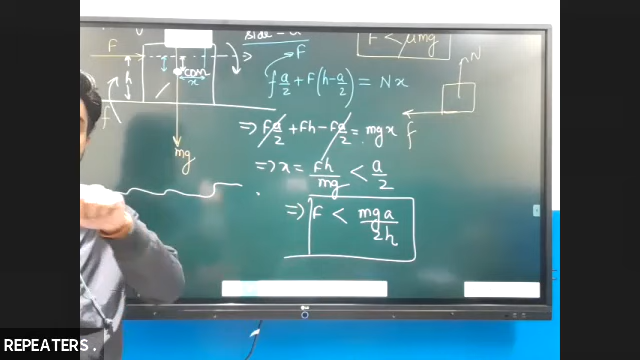 side = a
F
F < μmg
F
h
com
x
N
f a/2 + F(h - a/2) = Nx
f
f
mg
⇒ Fa/2 + Fh - Fa/2 = mgx
⇒ x = Fh/mg < a/2
⇒ F < mga/2h
REPEATERS.